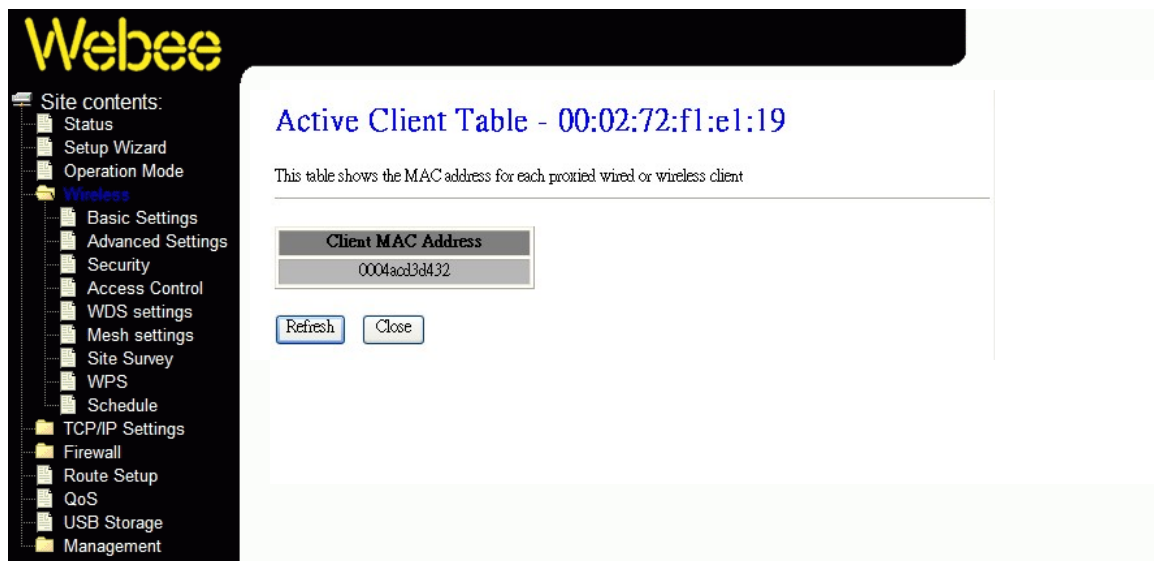 Webee
Site contents:
Status
Setup Wizard
Operation Mode
Wireless
Basic Settings
Advanced Settings
Security
Access Control
WDS settings
Mesh settings
Site Survey
WPS
Schedule
TCP/IP Settings
Firewall
Route Setup
QoS
USB Storage
Management
Active Client Table - 00:02:72:f1:e1:19
This table shows the MAC address for each proxied wired or wireless client
Client MAC Address
0004acd3d432
Refresh
Close